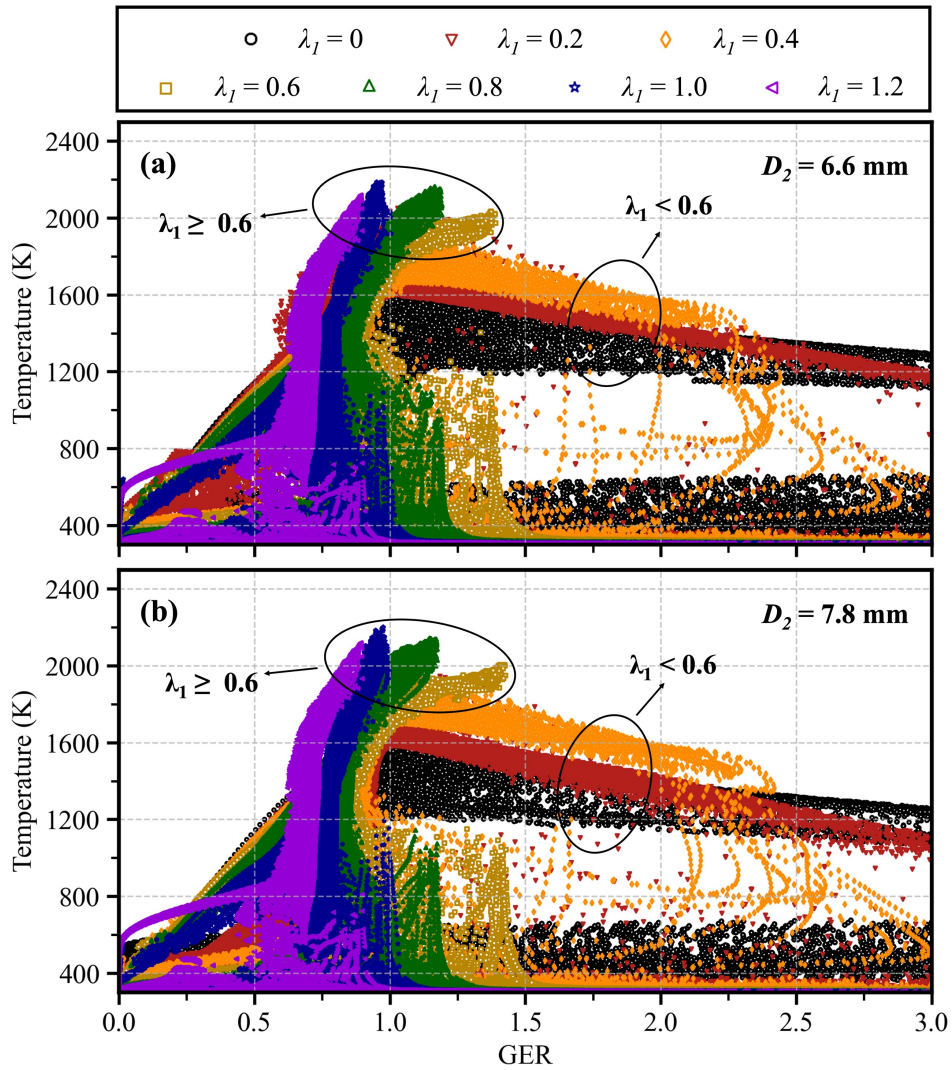 λ₁ = 0 λ₁ = 0.2 λ₁ = 0.4
λ₁ = 0.6 λ₁ = 0.8 λ₁ = 1.0 λ₁ = 1.2
2400
(a)
D₂ = 6.6 mm
λ₁ ≥ 0.6
λ₁ < 0.6
2000
1600
1200
800
400
Temperature (K)
2400
(b)
D₂ = 7.8 mm
λ₁ ≥ 0.6
λ₁ < 0.6
2000
1600
1200
800
400
Temperature (K)
0.0 0.5 1.0 1.5 2.0 2.5 3.0
GER